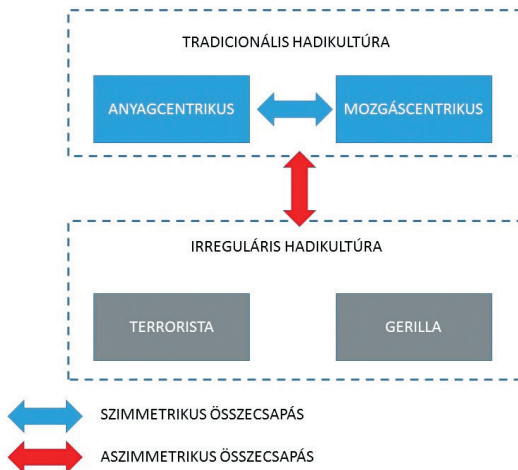 TRADICIONÁLIS HADIKULTÚRA
ANYAGCENTRIKUS
MOZGÁSCENTRIKUS
IRREGULÁRIS HADIKULTÚRA
TERRORISTA
GERILLA
SZIMMETRIKUS ÖSSZECSAPÁS
ASZIMMETRIKUS ÖSSZECSAPÁS